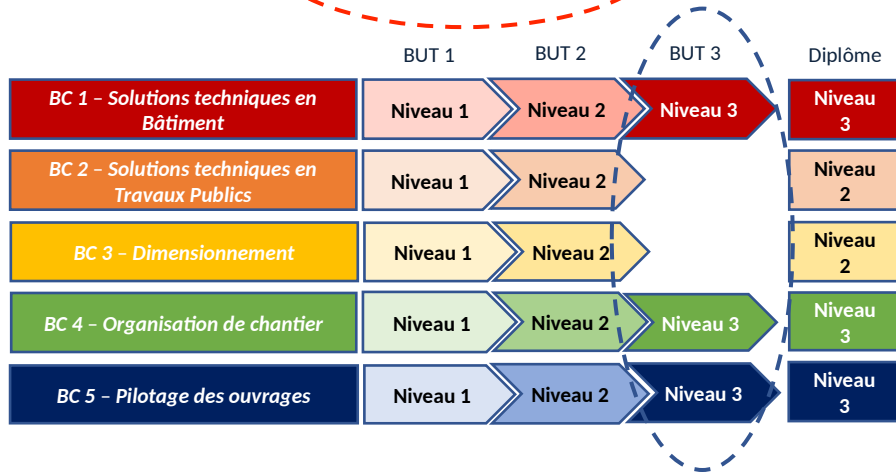 BUT 1 BUT 2 BUT 3 Diplôme
BC 1 – Solutions techniques en
Bâtiment
Niveau 1 Niveau 2 Niveau 3 Niveau
3
BC 2 – Solutions techniques en
Travaux Publics
Niveau 1 Niveau 2 Niveau
2
BC 3 – Dimensionnement Niveau 1 Niveau 2 Niveau
2
BC 4 – Organisation de chantier Niveau 1 Niveau 2 Niveau 3 Niveau
3
BC 5 – Pilotage des ouvrages Niveau 1 Niveau 2 Niveau 3 Niveau
3